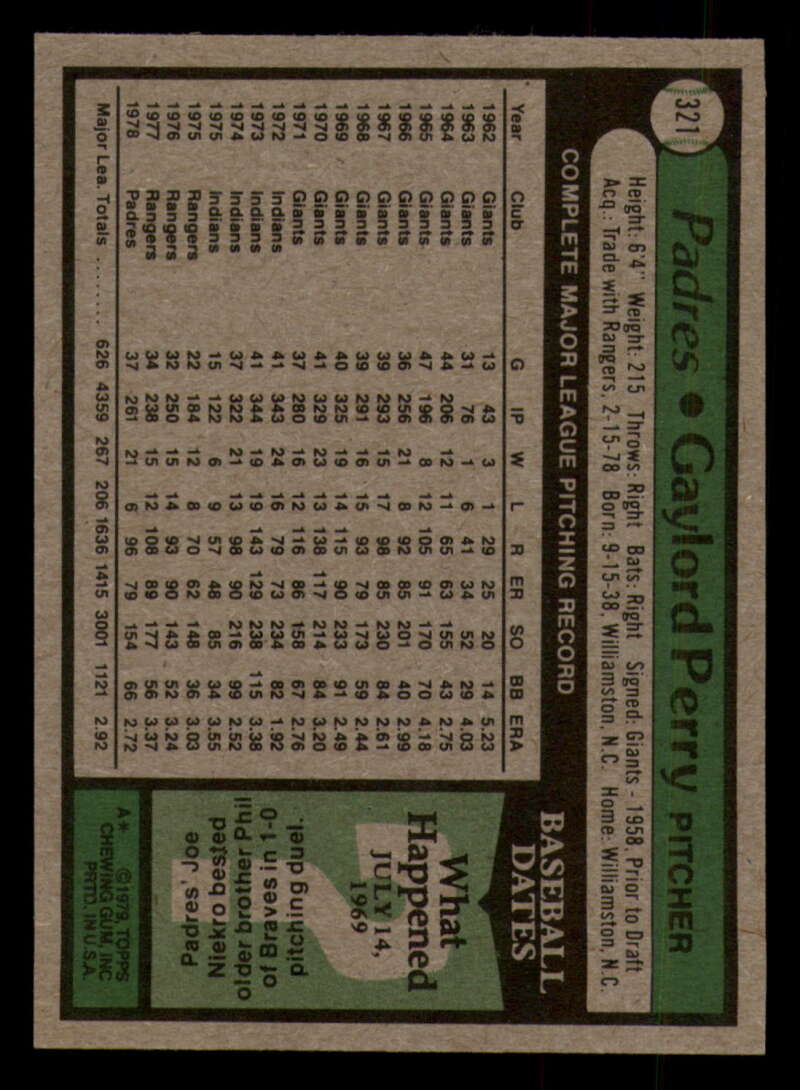 321
Padres • Gaylord Perry PITCHER
Height: 6'4" Weight: 215 Throws: Right Bats: Right Signed: Giants - 1958, Prior to Draft
Acq.: Trade with Rangers, 2-15-78 Born: 9-15-38, Williamston, N.C. Home: Williamston, N.C.
COMPLETE MAJOR LEAGUE PITCHING RECORD
Year Club G IP W L R ER SO BB ERA
1962 Giants 13 43 3 1 29 25 20 14 5.23
1963 Giants 31 76 1 6 41 34 52 29 4.03
1964 Giants 44 206 12 11 65 63 155 43 2.75
1965 Giants 47 196 8 12 105 91 170 70 4.18
1966 Giants 36 256 21 8 92 85 201 40 2.99
1967 Giants 39 293 15 17 98 85 230 84 2.61
1968 Giants 39 291 16 15 93 79 173 59 2.44
1969 Giants 40 325 19 14 115 90 233 91 2.49
1970 Giants 41 329 23 13 138 117 214 84 3.20
1971 Giants 37 280 16 12 116 86 158 67 2.76
1972 Indians 41 343 24 16 79 73 234 82 1.92
1973 Indians 41 344 19 19 143 129 238 115 3.38
1974 Indians 37 322 21 13 98 90 216 99 2.52
1975 Indians 15 122 6 9 57 48 85 34 3.55
1975 Rangers 22 184 12 8 70 62 148 36 3.03
1976 Rangers 32 250 15 14 93 90 143 52 3.24
1977 Rangers 34 238 15 12 108 89 177 56 3.37
1978 Padres 37 261 21 6 96 79 154 66 2.72
Major Lea. Totals ........ 626 4359 267 206 1636 1415 3001 1121 2.92
BASEBALL
DATES
What
Happened
JULY 14,
1969
Padres' Joe
Niekro bested
older brother Phil
of Braves in 1-0
pitching duel.
A* ©1979, TOPPS
CHEWING GUM, INC
PRTD. IN U.S.A.